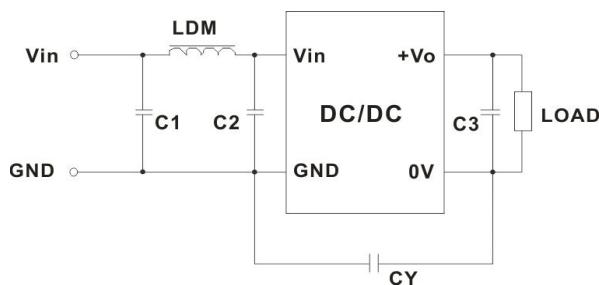 LDM
Vin
Vin
+Vo
C1
C2
DC/DC
C3
LOAD
GND
GND
0V
CY